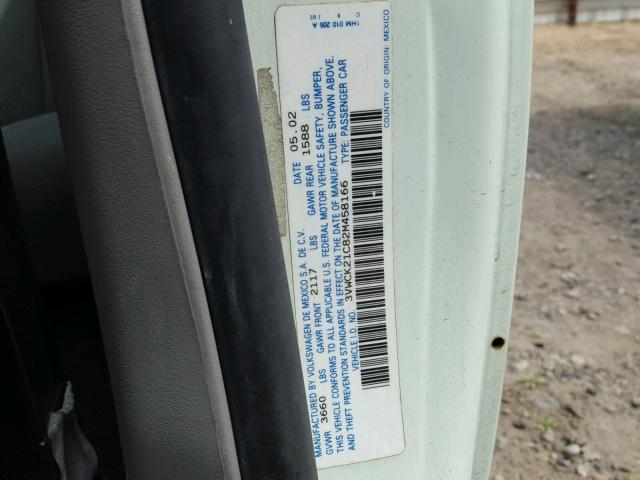 MANUFACTURED BY VOLKSWAGEN DE MEXICO S.A. DE C.V. DATE 05.02
GVWR 3660 LBS GAWR FRONT 2117 LBS GAWR REAR 1588 LBS
THIS VEHICLE CONFORMS TO ALL APPLICABLE U.S. FEDERAL MOTOR VEHICLE SAFETY, BUMPER,
AND THEFT PREVENTION STANDARDS IN EFFECT ON THE DATE OF MANUFACTURE SHOWN ABOVE.
VEHICLE I.D. NO. 3VWCK21C82M458166 TYPE: PASSENGER CAR
COUNTRY OF ORIGIN: MEXICO
1HM 010 205 A